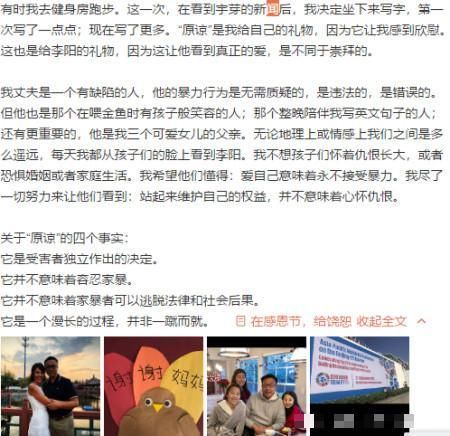 有时我去健身房跑步。这一次，在看到宇芽的新闻后，我决定坐下来写字，第一
次写了一点点；现在写了更多。“原谅”是我给自己的礼物，因为它让我感到欣慰。
这也是给李阳的礼物，因为这让他看到真正的爱，是不同于崇拜的。
我丈夫是一个有缺陷的人，他的暴力行为是无需质疑的，是违法的，是错误的。
但他也是那个在喂金鱼时有孩子般笑容的人；那个整晚陪伴我写英文句子的人；
还有更重要的，他是我三个可爱女儿的父亲。无论地理上或情感上我们之间是多
么遥远，每天我都从孩子们的脸上看到李阳。我不想孩子们怀着仇恨长大，或者
恐惧婚姻或者家庭生活。我希望他们懂得：爱自己意味着永不接受暴力。我尽了
一切努力来让他们看到：站起来维护自己的权益，并不意味着心怀仇恨。
关于“原谅”的四个事实：
它是受害者独立作出的决定。
它并不意味着容忍家暴。
它并不意味着家暴者可以逃脱法律和社会后果。
它是一个漫长的过程，并非一蹴而就。 在感恩节，给饶恕 收起全文
谢谢妈妈